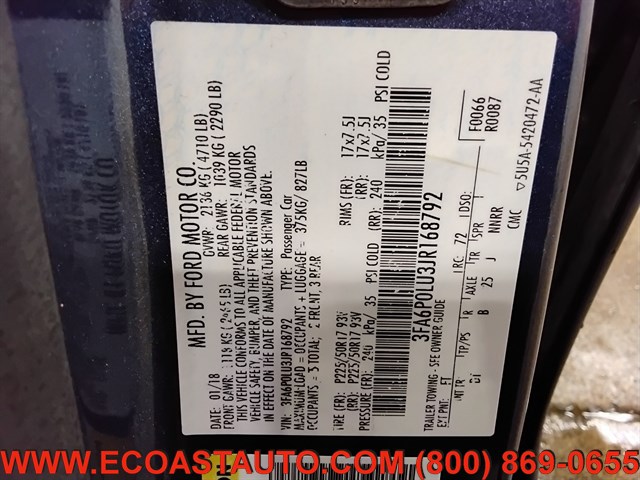 MFD. BY FORD MOTOR CO.
DATE: 01/18 GVWR: 2136 KG ( 4710 LB)
FRONT GAWR: 1118 KG ( 2465 LB) REAR GAWR: 1039 KG ( 2290 LB)
THIS VEHICLE CONFORMS TO ALL APPLICABLE FEDERAL MOTOR
VEHICLE SAFETY, BUMPER, AND THEFT PREVENTION STANDARDS
IN EFFECT ON THE DATE OF MANUFACTURE SHOWN ABOVE.
VIN: 3FA6P0LU3JR168792 TYPE: Passenger Car
MAXIMUM LOAD = OCCUPANTS + LUGGAGE = 375KG/ 827LB
OCCUPANTS = 5 TOTAL; 2 FRONT, 3 REAR
TIRE (FR): P225/50R17 93V RIMS (FR): 17x7.5J
TIRE (RR): P225/50R17 93V (RR): 17x7.5J
PRESSURE (FR): 240 kPa/ 35 PSI COLD (RR): 240 kPa/ 35 PSI COLD
3FA6P0LU3JR168792
TRAILER TOWING - SEE OWNER GUIDE
EXT PNT: FT RC: 72 DSO: F0066
R0087
INT TR TP/PS R AXLE TR SPR
DI B 25 J NNRR
CMC
▽5U5A-5420472-AA
WWW.ECOASTAUTO.COM (800) 869-0655